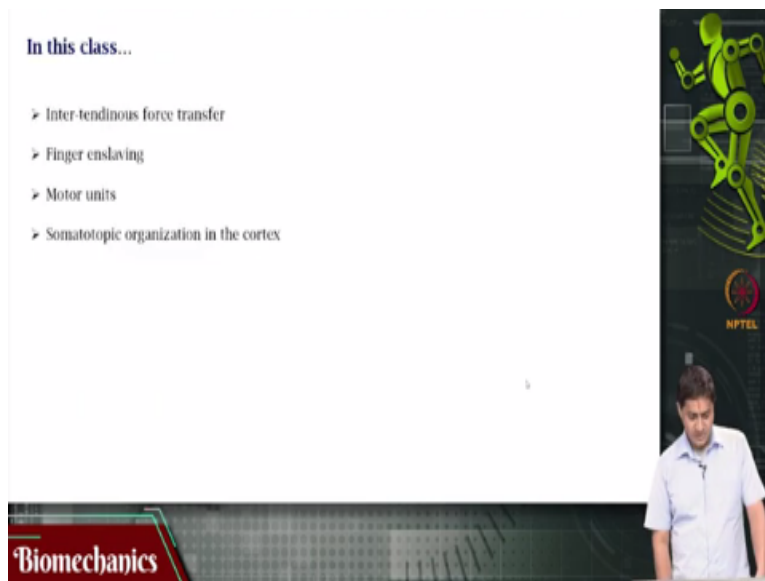 In this class...
➢ Inter-tendinous force transfer
➢ Finger enslaving
➢ Motor units
➢ Somatotopic organization in the cortex
NPTEL
Biomechanics